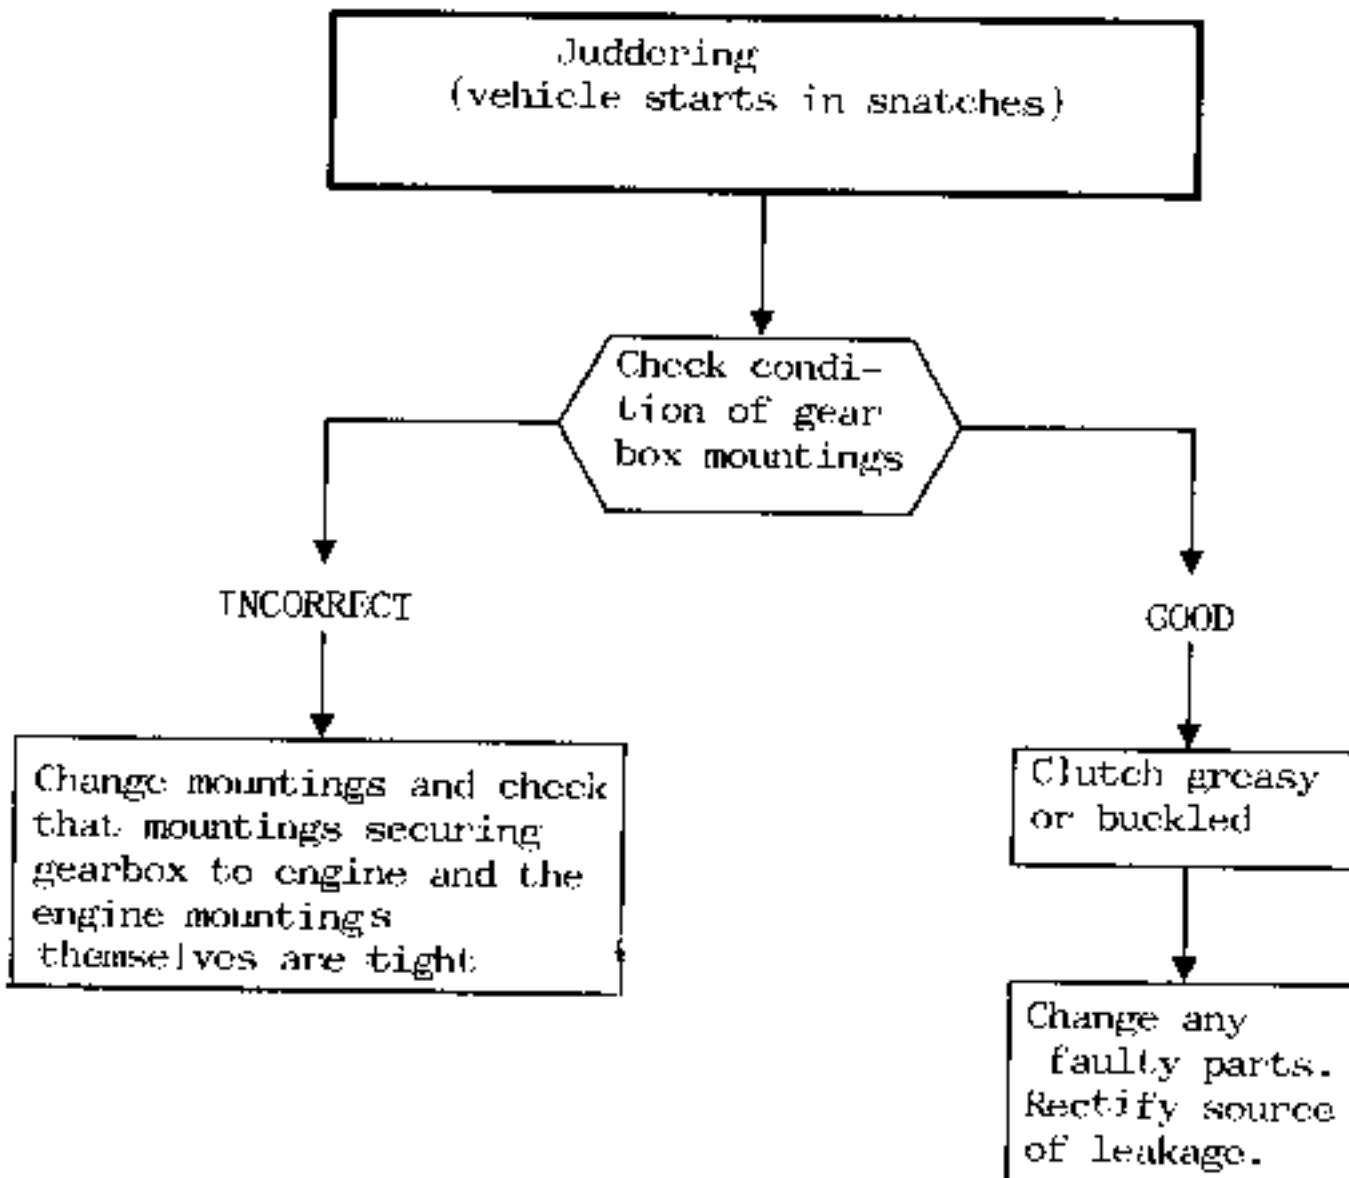 Juddering
(vehicle starts in snatches)
Check condi-
tion of gear
box mountings
INCORRECT
GOOD
Change mountings and check
that mountings securing
gearbox to engine and the
engine mountings
themselves are tight
Clutch greasy
or buckled
Change any
faulty parts.
Rectify source
of leakage.